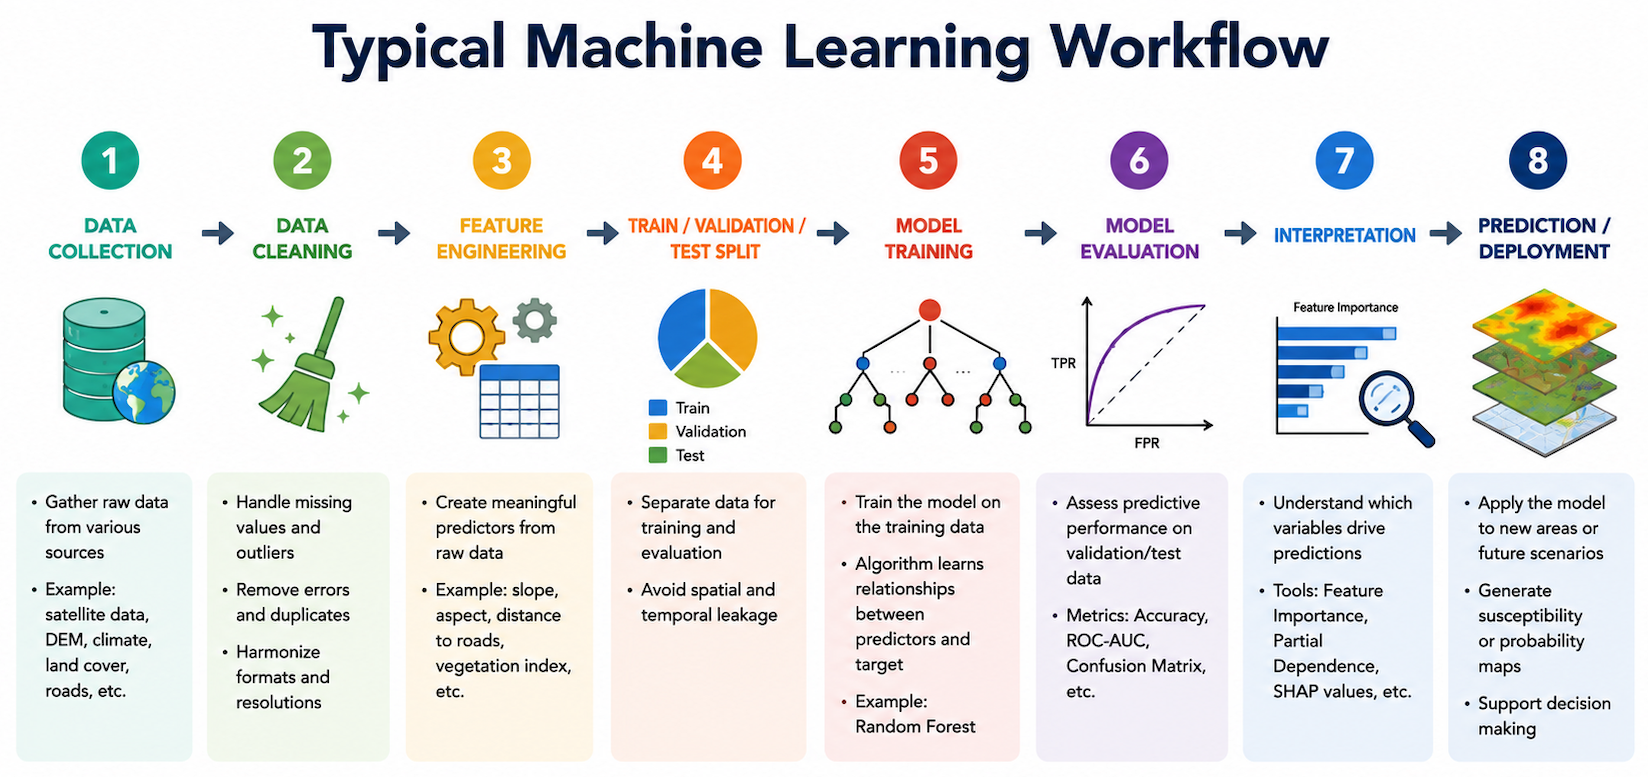 Typical Machine Learning Workflow
1
DATA
COLLECTION
• Gather raw data
from various
sources
• Example:
satellite data,
DEM, climate,
land cover,
roads, etc.
2
DATA
CLEANING
• Handle missing
values and
outliers
• Remove errors
and duplicates
• Harmonize
formats and
resolutions
3
FEATURE
ENGINEERING
• Create meaningful
predictors from
raw data
• Example: slope,
aspect, distance
to roads,
vegetation index,
etc.
4
TRAIN / VALIDATION /
TEST SPLIT
Train
Validation
Test
• Separate data for
training and
evaluation
• Avoid spatial and
temporal leakage
5
MODEL
TRAINING
... ...
• Train the model on
the training data
• Algorithm learns
relationships
between
predictors and
target
• Example:
Random Forest
6
MODEL
EVALUATION
TPR
FPR
• Assess predictive
performance on
validation/test
data
• Metrics: Accuracy,
ROC-AUC,
Confusion Matrix,
etc.
7
INTERPRETATION
Feature Importance
• Understand which
variables drive
predictions
• Tools: Feature
Importance,
Partial
Dependence,
SHAP values, etc.
8
PREDICTION /
DEPLOYMENT
• Apply the model
to new areas or
future scenarios
• Generate
susceptibility
or probability
maps
• Support decision
making